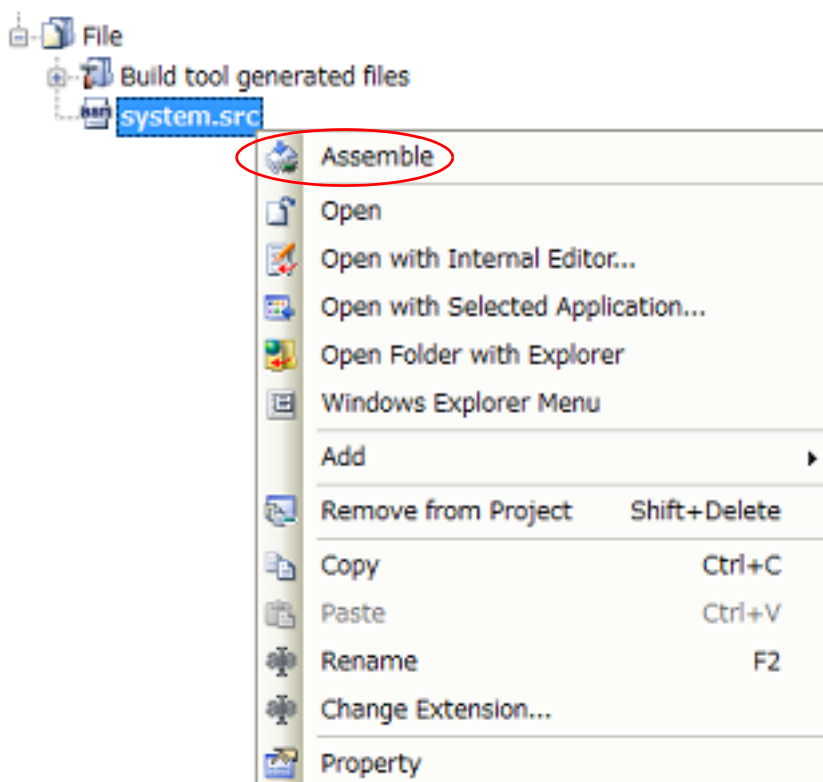 File
Build tool generated files
system.src
Assemble
Open
Open with Internal Editor...
Open with Selected Application...
Open Folder with Explorer
Windows Explorer Menu
Add
Remove from Project Shift+Delete
Copy Ctrl+C
Paste Ctrl+V
Rename F2
Change Extension...
Property